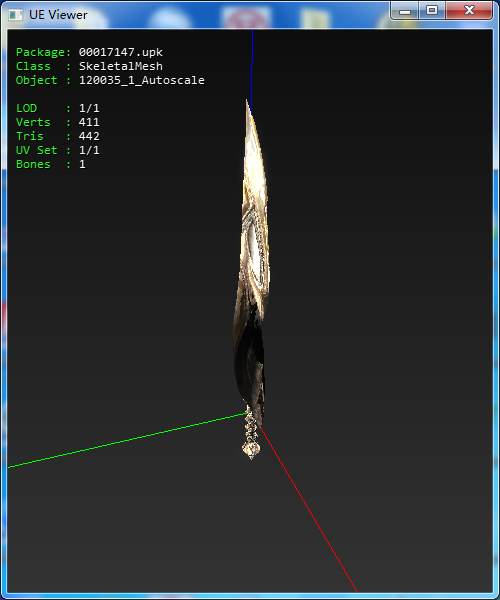 UE Viewer
Package: 00017147.upk
Class  : SkeletalMesh
Object : 120035_1_Autoscale
LOD    : 1/1
Verts  : 411
Tris   : 442
UV Set : 1/1
Bones  : 1